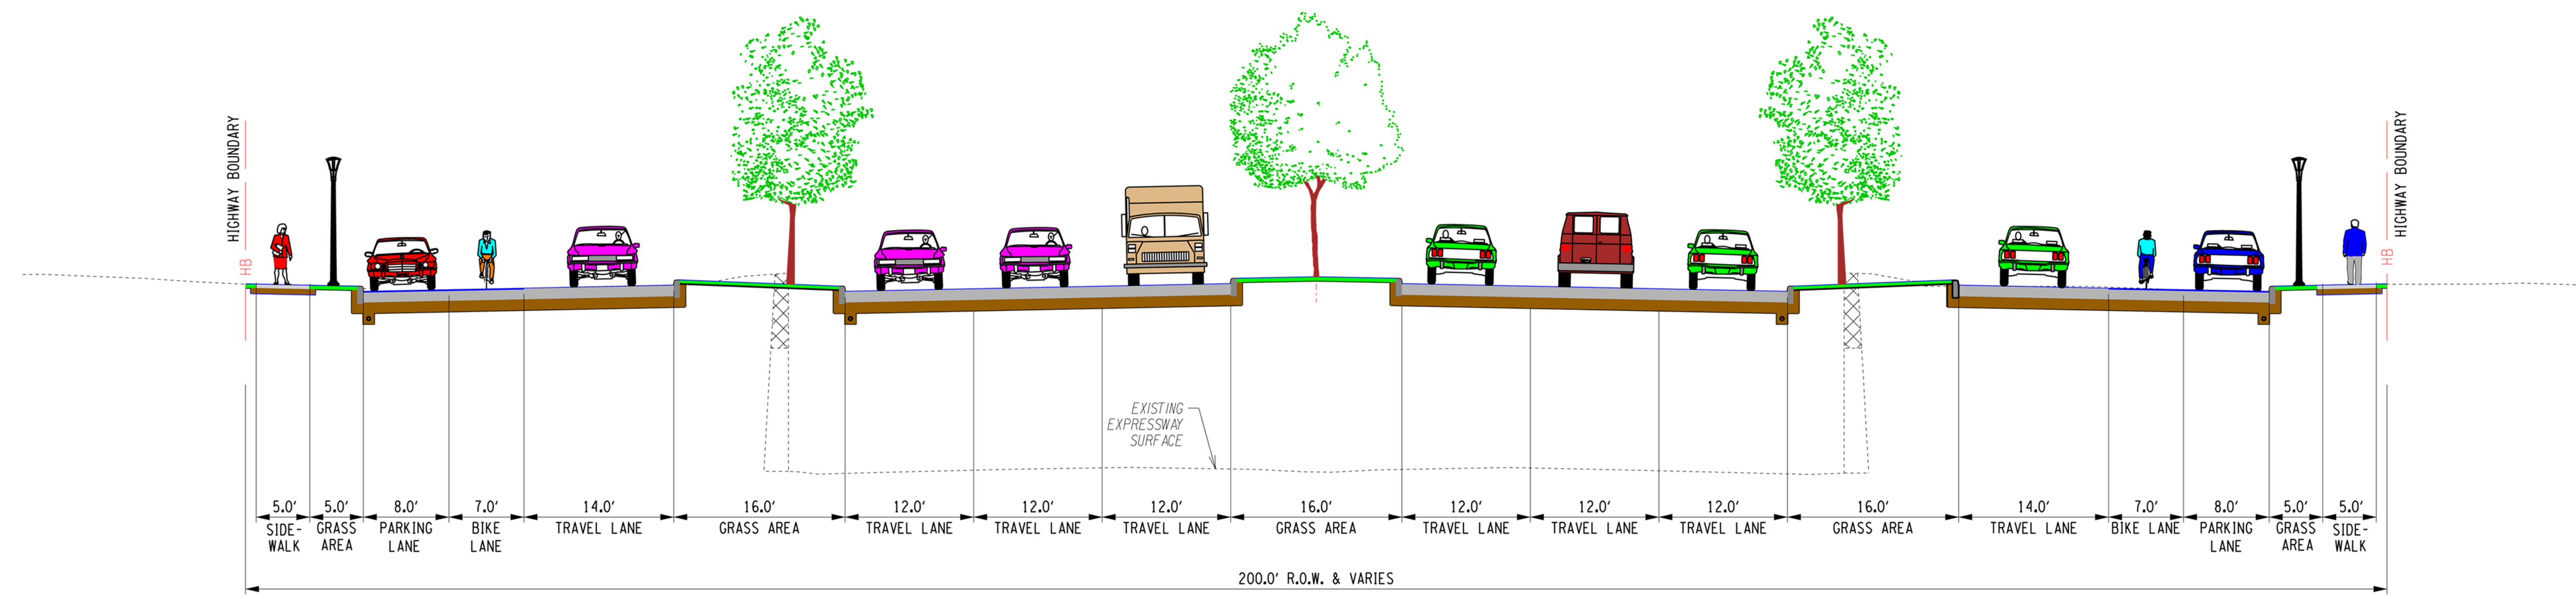 HIGHWAY BOUNDARY
HB
HIGHWAY BOUNDARY
HB
EXISTING
EXPRESSWAY
SURFACE
5.0' 5.0' 8.0' 7.0' 14.0' 16.0' 12.0' 12.0' 12.0' 16.0' 12.0' 12.0' 12.0' 16.0' 14.0' 7.0' 8.0' 5.0' 5.0'
SIDE-
WALK
GRASS
AREA
PARKING
LANE
BIKE
LANE
TRAVEL LANE
GRASS AREA
TRAVEL LANE
TRAVEL LANE
TRAVEL LANE
GRASS AREA
TRAVEL LANE
TRAVEL LANE
TRAVEL LANE
GRASS AREA
TRAVEL LANE
BIKE LANE
PARKING
LANE
GRASS
AREA
SIDE-
WALK
200.0' R.O.W. & VARIES